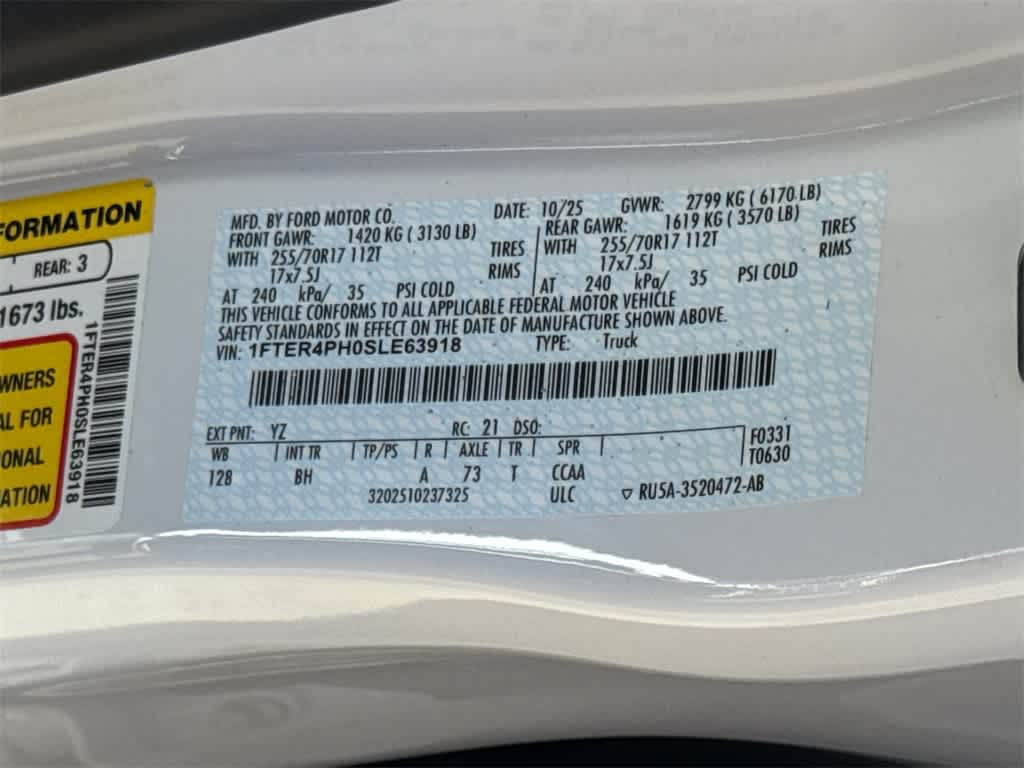 FORMATION
REAR: 3
1673 lbs.
WNERS
AL FOR
ONAL
ATION
1FTER4PH0SLE63918
MFD. BY FORD MOTOR CO. DATE: 10/25 GVWR: 2799 KG ( 6170 LB)
FRONT GAWR: 1420 KG ( 3130 LB) REAR GAWR: 1619 KG ( 3570 LB)
WITH 255/70R17 112T TIRES WITH 255/70R17 112T TIRES
17x7.5J RIMS 17x7.5J RIMS
AT 240 kPa/ 35 PSI COLD AT 240 kPa/ 35 PSI COLD
THIS VEHICLE CONFORMS TO ALL APPLICABLE FEDERAL MOTOR VEHICLE
SAFETY STANDARDS IN EFFECT ON THE DATE OF MANUFACTURE SHOWN ABOVE.
VIN: 1FTER4PH0SLE63918 TYPE: Truck
EXT PNT: YZ RC: 21 DSO: F0331
WB INT TR TP/PS R AXLE TR SPR T0630
128 BH A 73 T CCAA
3202510237325 ULC ▽ RU5A-3520472-AB